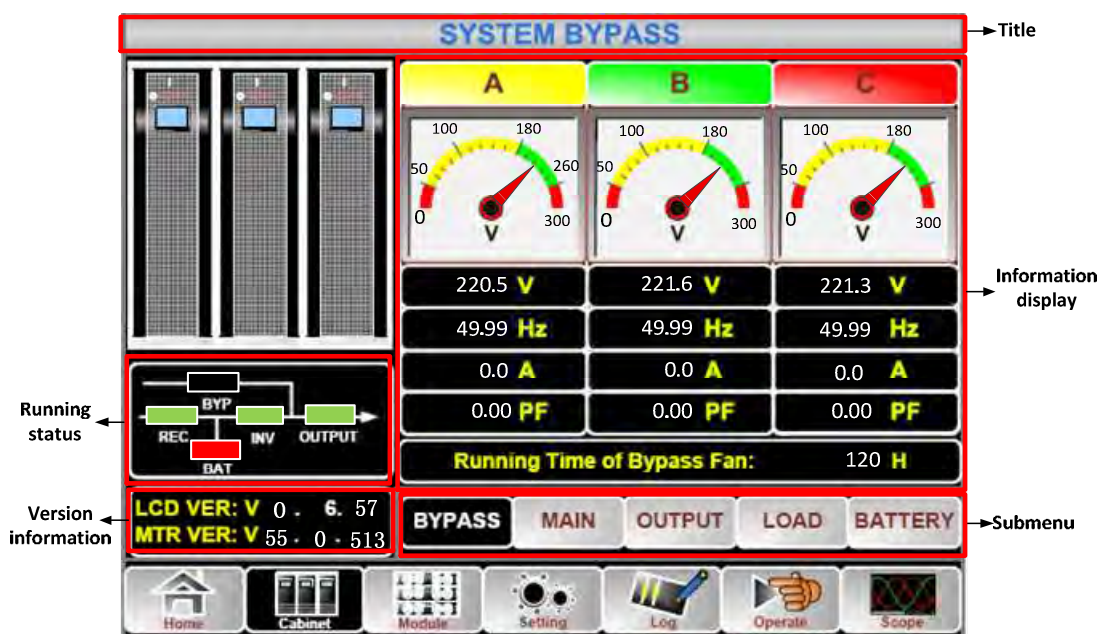 SYSTEM BYPASS
Title
A B C
100 180
50 260
0 300
V
100 180
50
0 300
V
100 180
50
0 300
V
220.5 V 221.6 V 221.3 V
49.99 Hz 49.99 Hz 49.99 Hz
0.0 A 0.0 A 0.0 A
0.00 PF 0.00 PF 0.00 PF
Running Time of Bypass Fan: 120 H
Information
display
BYP
REC INV OUTPUT
BAT
Running
status
LCD VER: V 0 . 6. 57
MTR VER: V 55 . 0 . 513
Version
information
BYPASS MAIN OUTPUT LOAD BATTERY
Submenu
Home Cabinet Module Setting Log Operate Scope